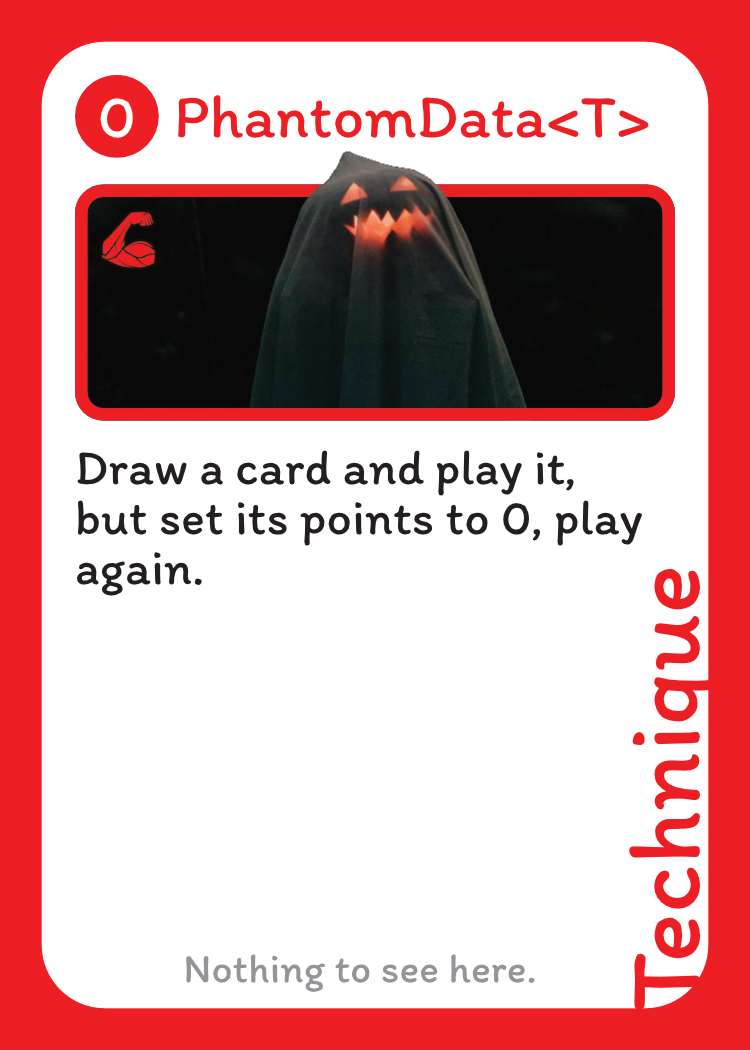 0 PhantomData<T>
Draw a card and play it,
but set its points to 0, play
again.
Technique
Nothing to see here.